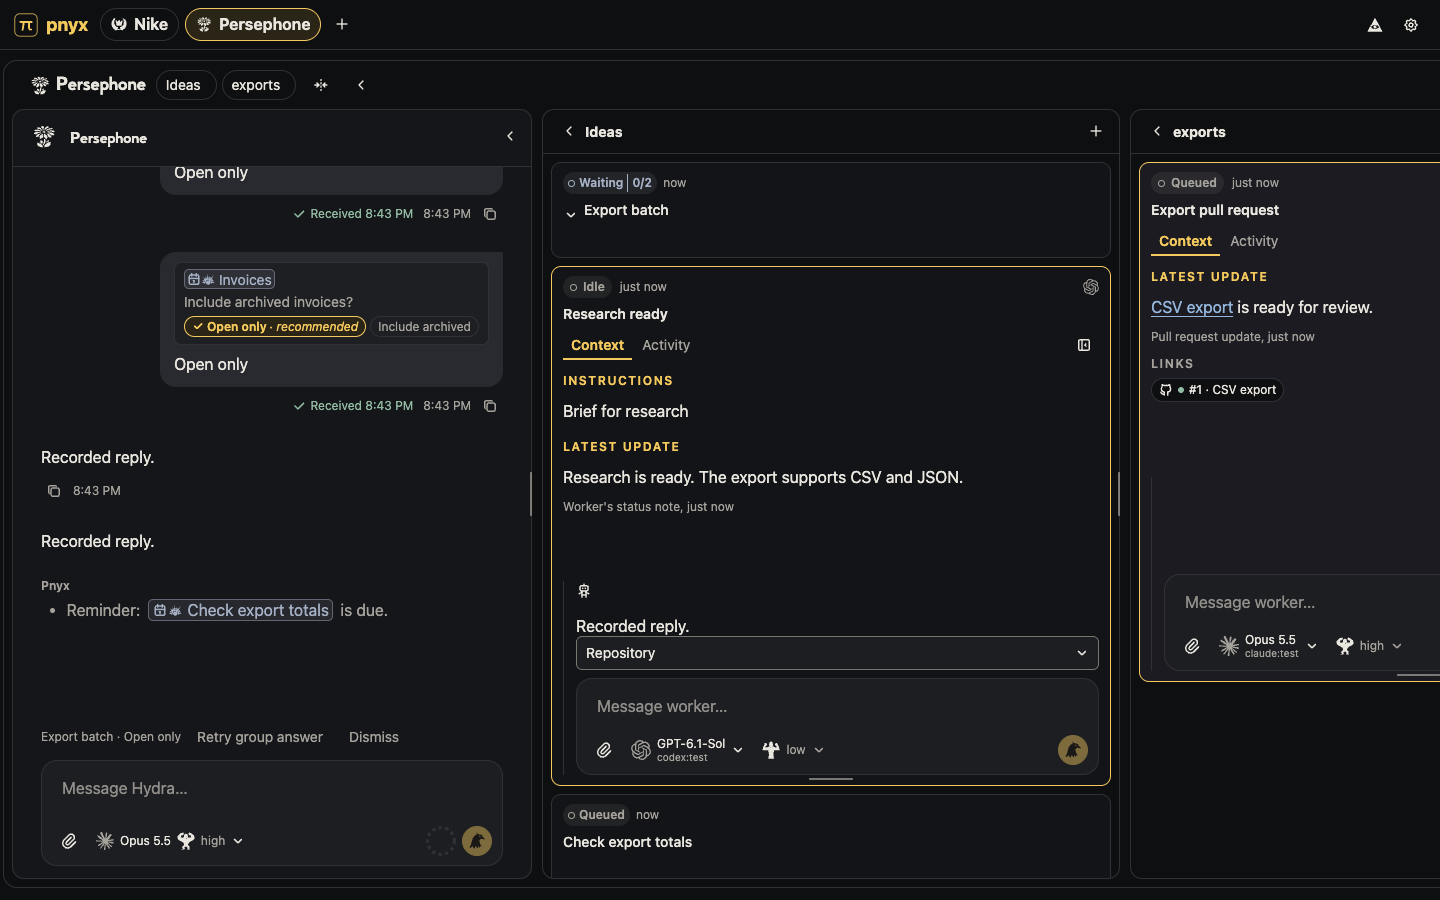 π pnyx Nike Persephone
Persephone Ideas exports
Persephone
Open only
Received 8:43 PM 8:43 PM
Invoices
Include archived invoices?
Open only · recommended Include archived
Open only
Received 8:43 PM 8:43 PM
Recorded reply.
8:43 PM
Recorded reply.
Pnyx
• Reminder: Check export totals is due.
Export batch · Open only Retry group answer Dismiss
Message Hydra...
Opus 5.5 high
Ideas
Waiting 0/2 now
Export batch
Idle just now
Research ready
Context Activity
INSTRUCTIONS
Brief for research
LATEST UPDATE
Research is ready. The export supports CSV and JSON.
Worker's status note, just now
Recorded reply.
Repository
Message worker...
GPT-6.1-Sol low
codex:test
Queued now
Check export totals
exports
Queued just now
Export pull request
Context Activity
LATEST UPDATE
CSV export is ready for review.
Pull request update, just now
LINKS
#1 · CSV export
Message worker...
Opus 5.5 high
claude:test